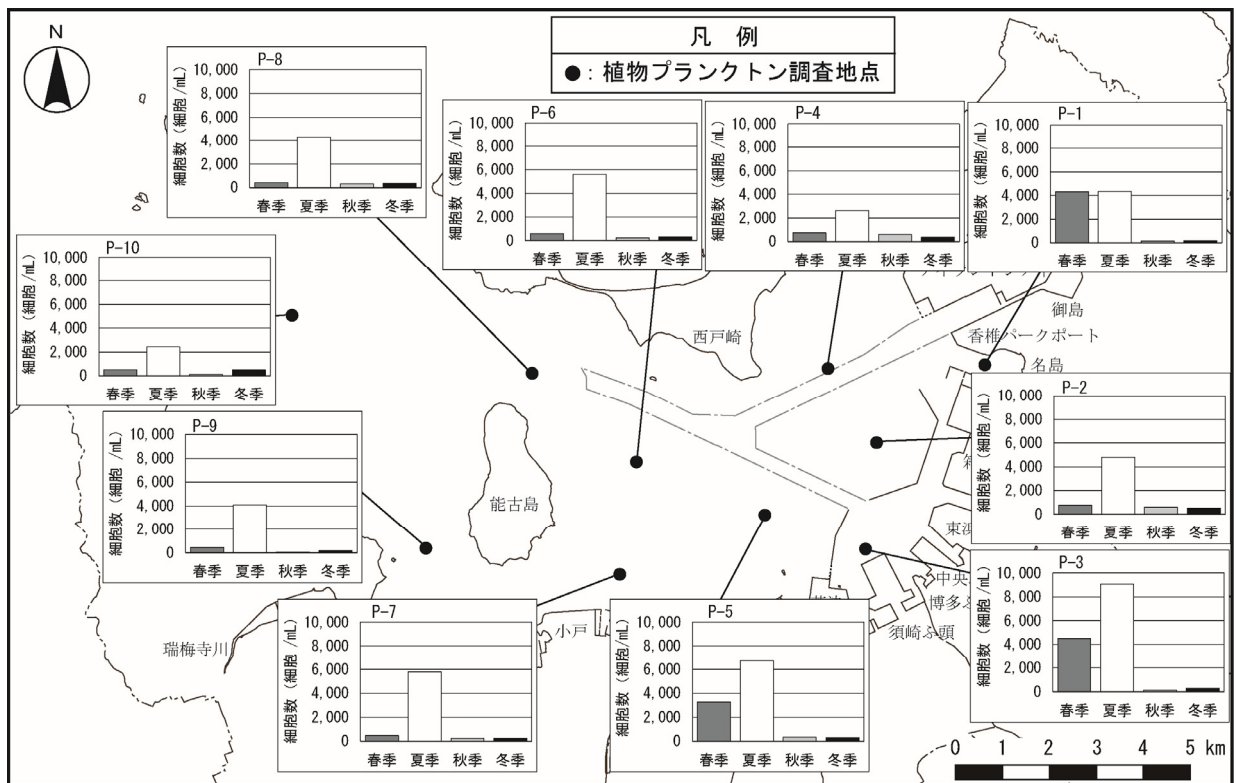 N
凡 例
●：植物プランクトン調査地点
P-8
細胞数（細胞/mL）
10,000
8,000
6,000
4,000
2,000
0
春季 夏季 秋季 冬季
P-6
細胞数（細胞/mL）
10,000
8,000
6,000
4,000
2,000
0
春季 夏季 秋季 冬季
P-4
細胞数（細胞/mL）
10,000
8,000
6,000
4,000
2,000
0
春季 夏季 秋季 冬季
P-1
細胞数（細胞/mL）
10,000
8,000
6,000
4,000
2,000
0
春季 夏季 秋季 冬季
P-10
細胞数（細胞/mL）
10,000
8,000
6,000
4,000
2,000
0
春季 夏季 秋季 冬季
西戸崎
御島
香椎パークポート
名島
P-2
細胞数（細胞/mL）
10,000
8,000
6,000
4,000
2,000
0
春季 夏季 秋季 冬季
P-9
細胞数（細胞/mL）
10,000
8,000
6,000
4,000
2,000
0
春季 夏季 秋季 冬季
能古島
東浜
中央
博多ふ
須崎ふ頭
P-3
細胞数（細胞/mL）
10,000
8,000
6,000
4,000
2,000
0
春季 夏季 秋季 冬季
瑞梅寺川
P-7
細胞数（細胞/mL）
10,000
8,000
6,000
4,000
2,000
0
春季 夏季 秋季 冬季
小戸
P-5
細胞数（細胞/mL）
10,000
8,000
6,000
4,000
2,000
0
春季 夏季 秋季 冬季
0 1 2 3 4 5 km